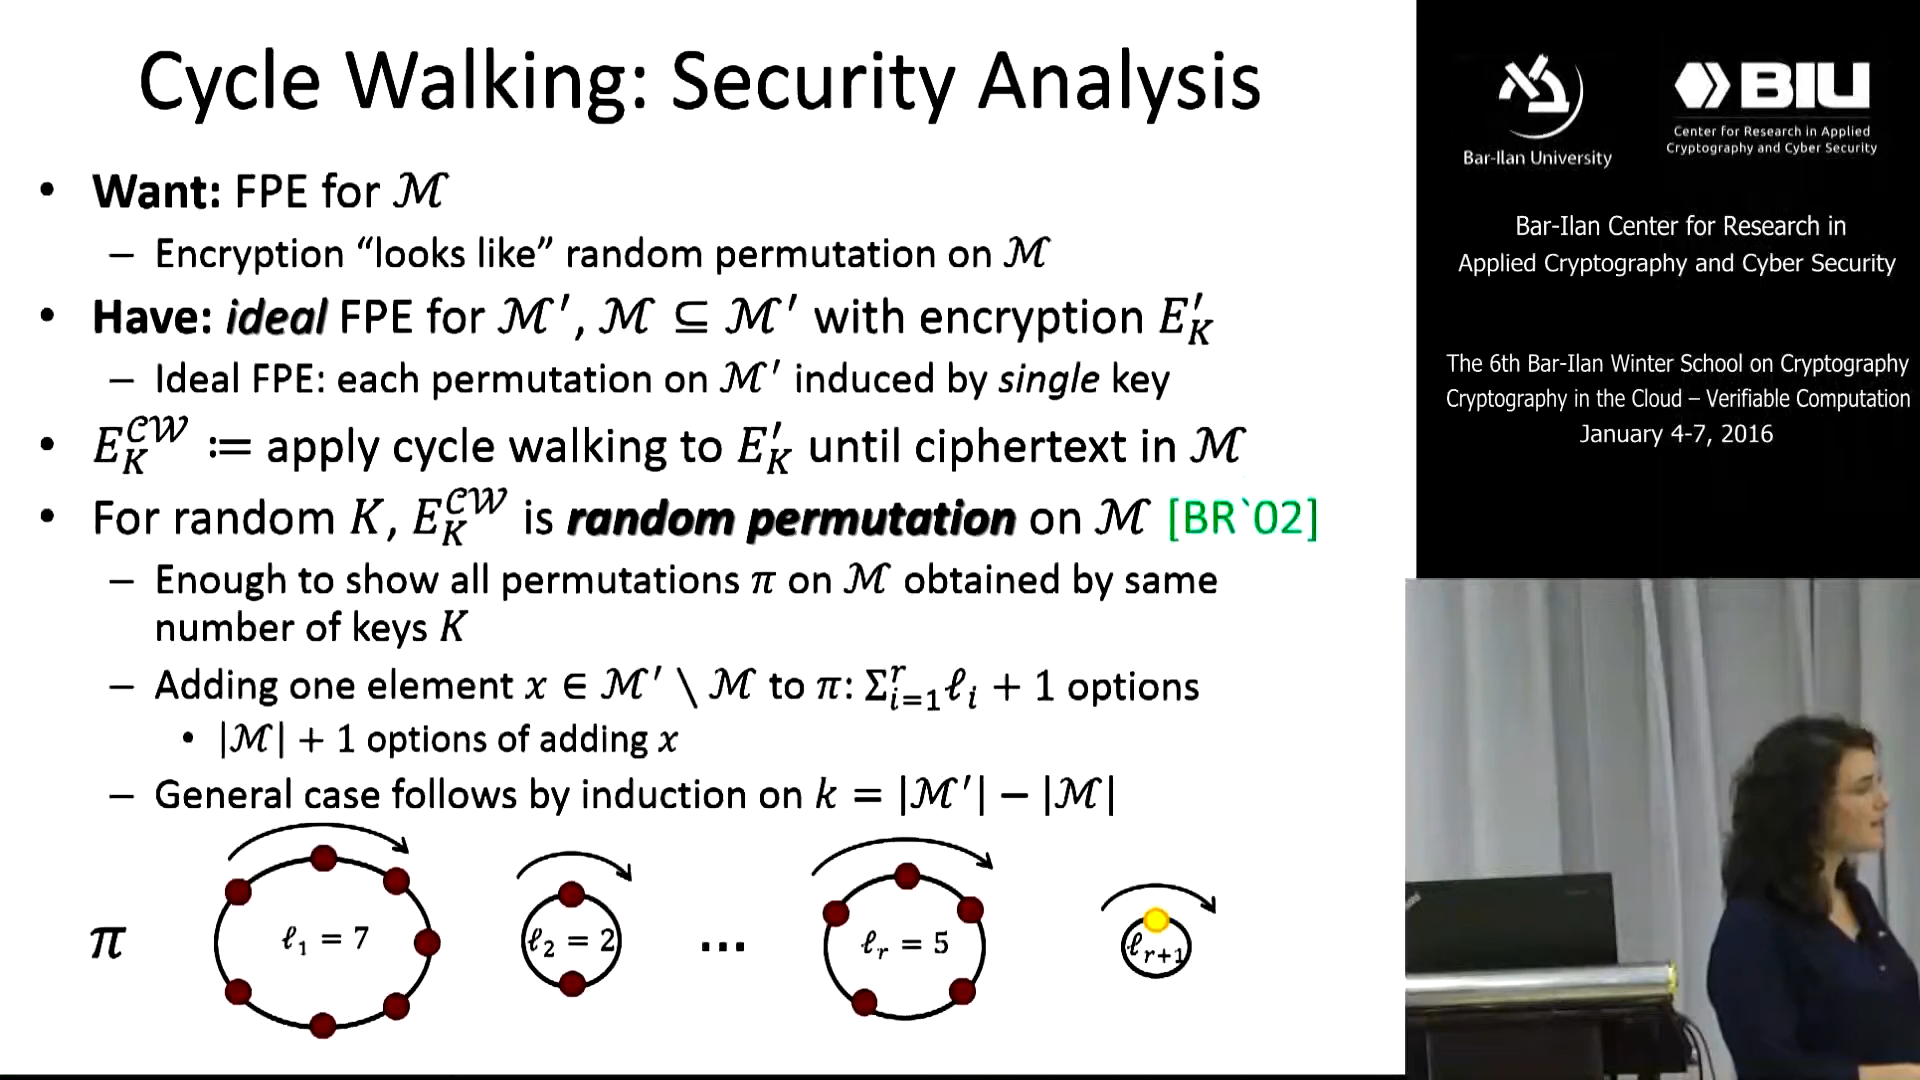 Cycle Walking: Security Analysis
• Want: FPE for ℳ
– Encryption “looks like” random permutation on ℳ
• Have: ideal FPE for ℳ′, ℳ ⊆ ℳ′ with encryption E′_K
– Ideal FPE: each permutation on ℳ′ induced by single key
• E_K^{𝒞𝒲} := apply cycle walking to E′_K until ciphertext in ℳ
• For random K, E_K^{𝒞𝒲} is random permutation on ℳ [BR`02]
– Enough to show all permutations π on ℳ obtained by same
number of keys K
– Adding one element x ∈ ℳ′ \ ℳ to π: Σ_{i=1}^r ℓ_i + 1 options
• |ℳ| + 1 options of adding x
– General case follows by induction on k = |ℳ′| − |ℳ|
π ℓ_1 = 7 ℓ_2 = 2 ... ℓ_r = 5 ℓ_{r+1}
Bar-Ilan University
BIU
Center for Research in Applied
Cryptography and Cyber Security
Bar-Ilan Center for Research in
Applied Cryptography and Cyber Security
The 6th Bar-Ilan Winter School on Cryptography
Cryptography in the Cloud – Verifiable Computation
January 4-7, 2016